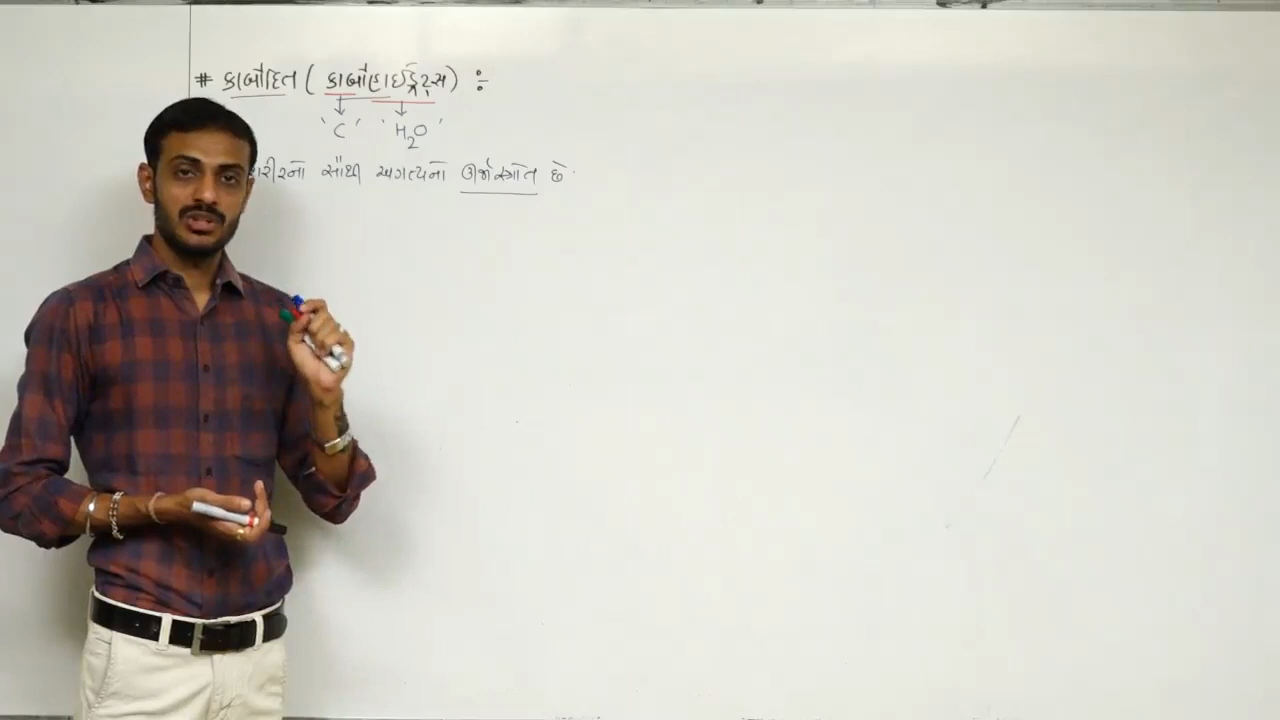 # કાર્બોદિત ( કાર્બોહાઈડ્રેટ્સ ) ÷
' C ' ' H₂O '
શરીરનો સૌથી અગત્યનો ઊર્જાસ્ત્રોત છે.